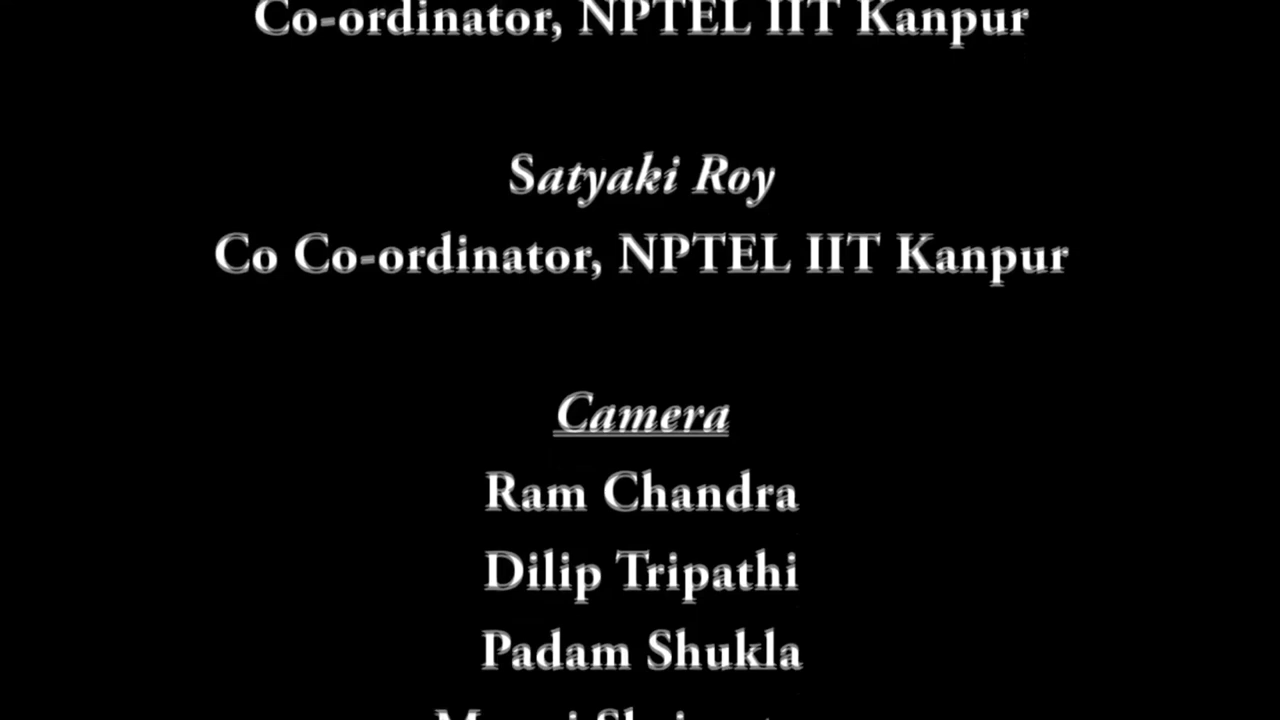 Co-ordinator, NPTEL IIT Kanpur
Satyaki Roy
Co Co-ordinator, NPTEL IIT Kanpur
Camera
Ram Chandra
Dilip Tripathi
Padam Shukla